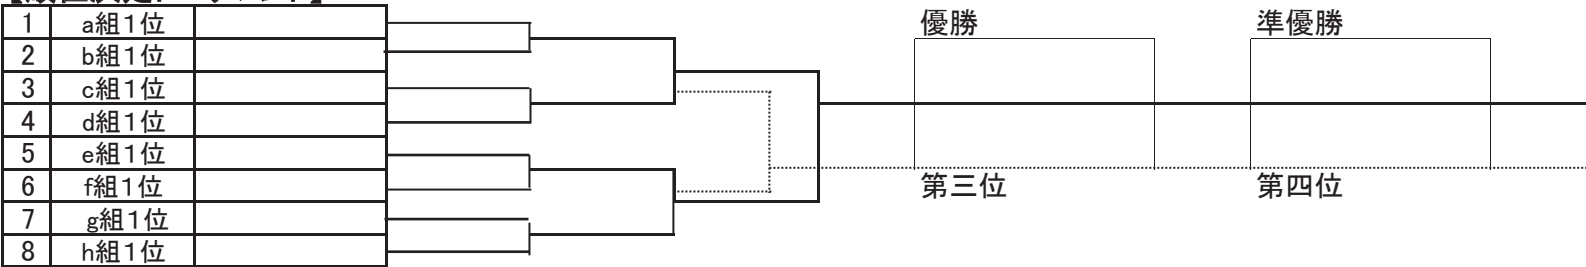 1 a組1位
2 b組1位
3 c組1位
4 d組1位
5 e組1位
6 f組1位
7 g組1位
8 h組1位
優勝 準優勝
第三位 第四位